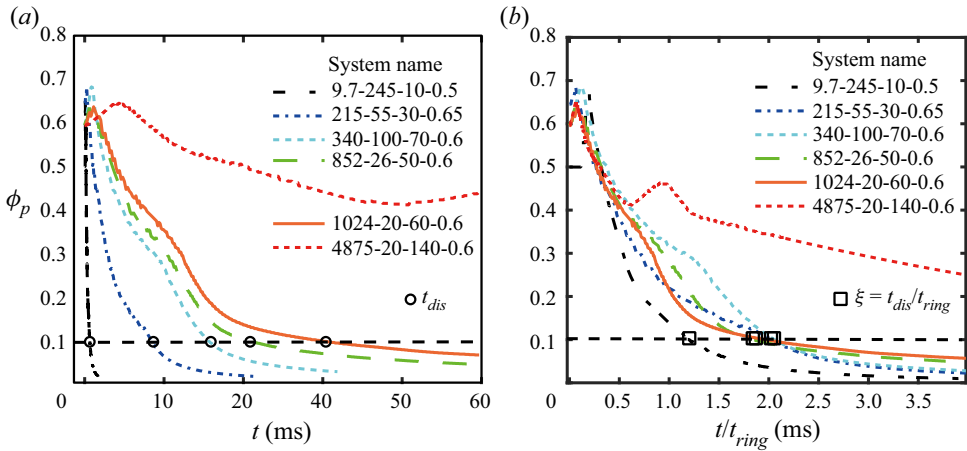 (a)
0.8
0.7
0.6
0.5
0.4
0.3
0.2
0.1
0
ϕp
System name
9.7-245-10-0.5
215-55-30-0.65
340-100-70-0.6
852-26-50-0.6
1024-20-60-0.6
4875-20-140-0.6
tdis
0 10 20 20 40 50 60
t (ms)
(b)
0.8
0.7
0.6
0.5
0.4
0.3
0.2
0.1
0
System name
9.7-245-10-0.5
215-55-30-0.65
340-100-70-0.6
852-26-50-0.6
1024-20-60-0.6
4875-20-140-0.6
ξ = tdis/tring
0.5 1.0 1.5 2.0 2.5 3.0 3.5
t/tring (ms)